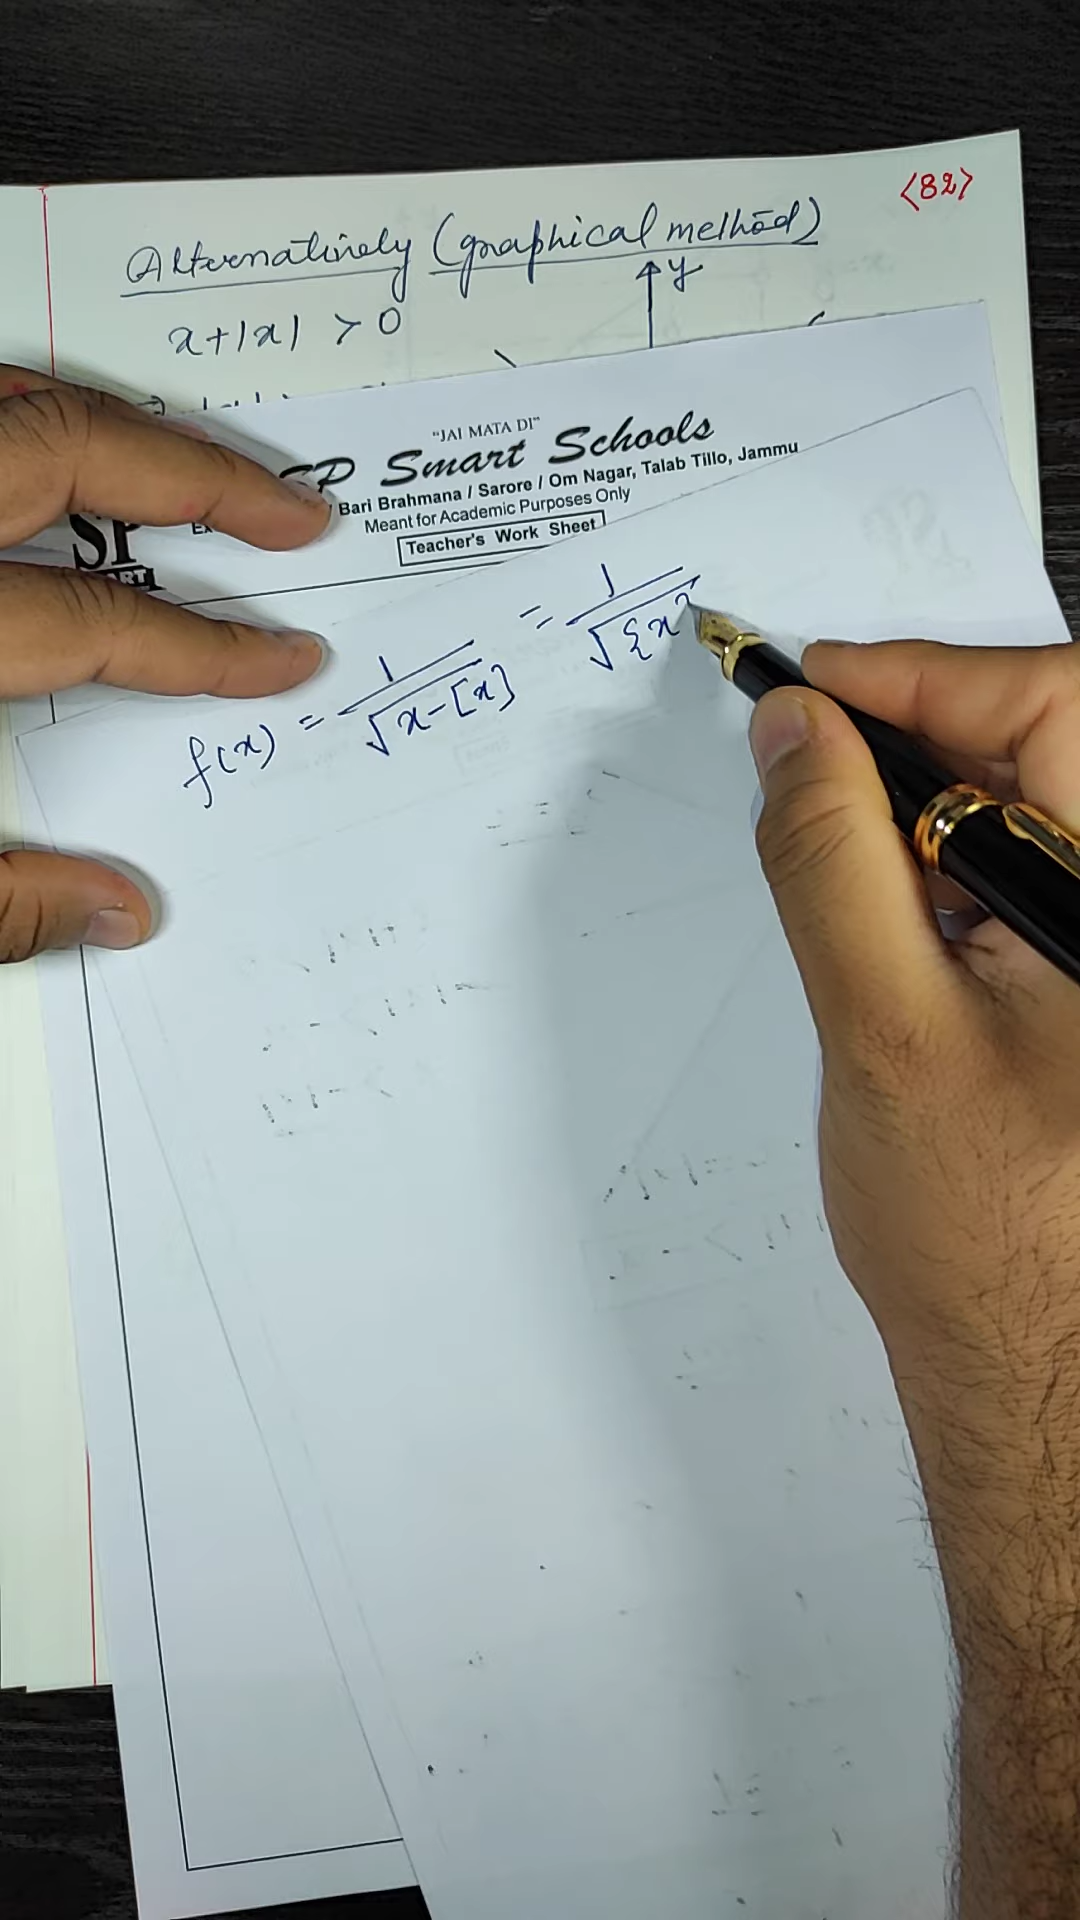 <82>
Alternatively (graphical method)
x+|x| > 0
y
"JAI MATA DI"
SP Smart Schools
Bari Brahmana / Sarore / Om Nagar, Talab Tillo, Jammu
Meant for Academic Purposes Only
Teacher's Work Sheet
SP
f(x) = 1/√x-[x] = 1/√{x}